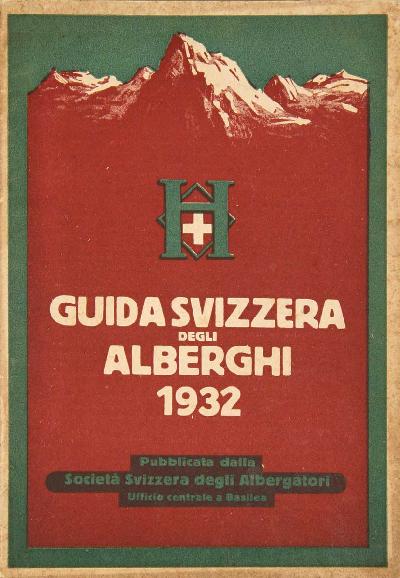 H
GUIDA SVIZZERA
DEGLI
ALBERGHI
1932
Pubblicata dalla
Società Svizzera degli Albergatori
Ufficio centrale a Basilea